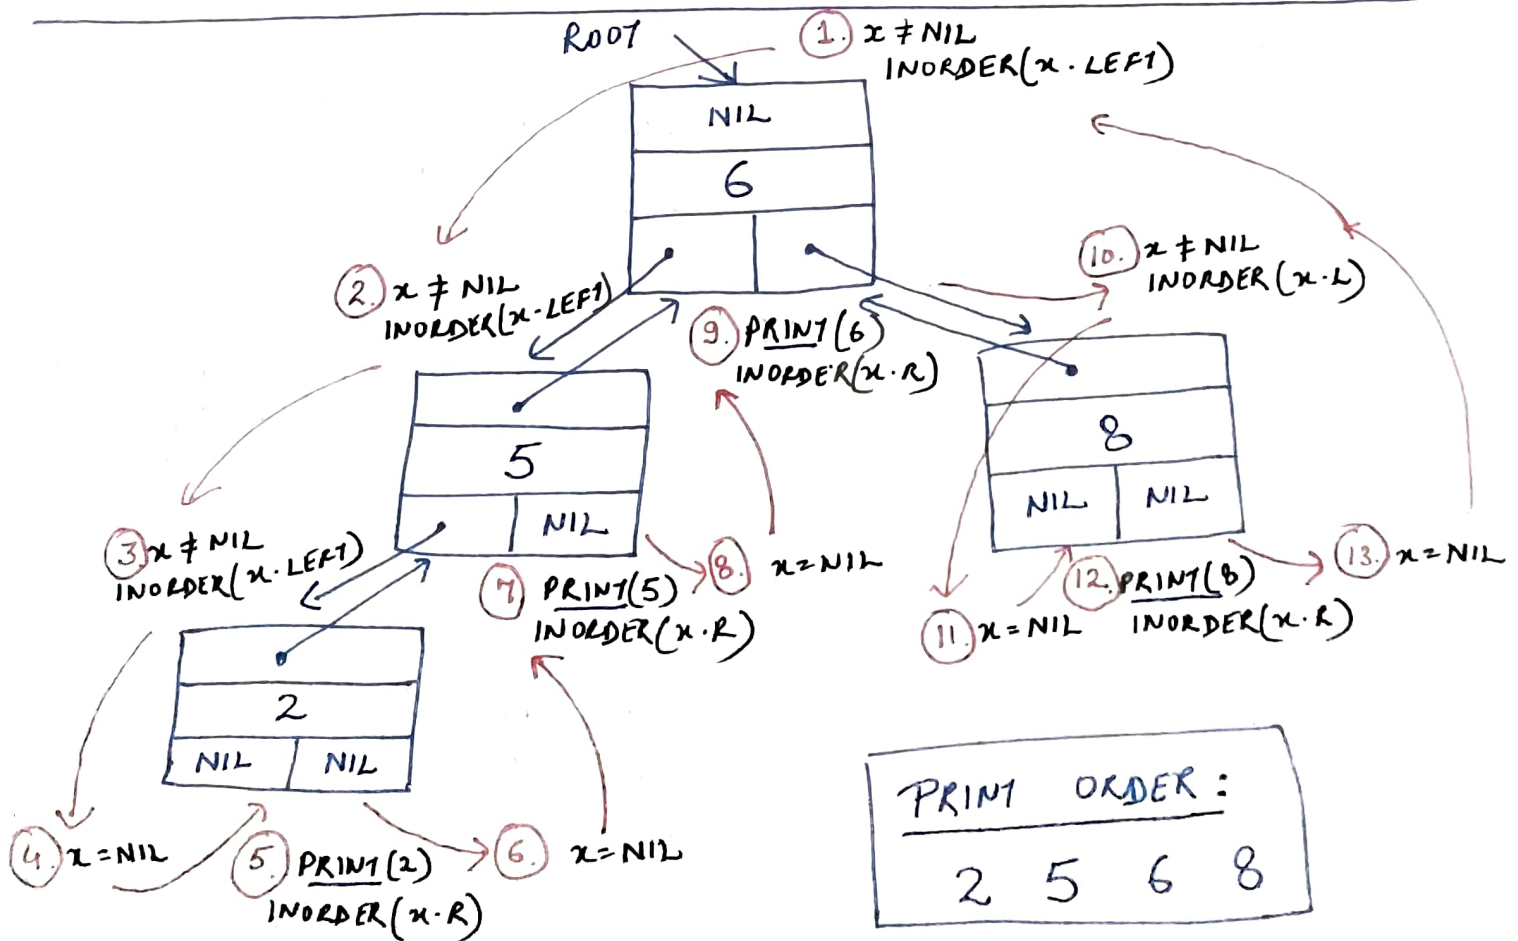 ROOT
1. x ≠ NIL
INORDER(x.LEFT)
NIL
6
2. x ≠ NIL
INORDER(x.LEFT)
10. x ≠ NIL
INORDER(x.L)
9. PRINT(6)
INORDER(x.R)
5
NIL
8
NIL NIL
3. x ≠ NIL
INORDER(x.LEFT)
7 PRINT(5)
INORDER(x.R)
8. x=NIL
11. x=NIL
12. PRINT(8)
INORDER(x.R)
13. x=NIL
2
NIL NIL
4. x=NIL
5. PRINT(2)
INORDER(x.R)
6. x=NIL
PRINT ORDER:
2 5 6 8